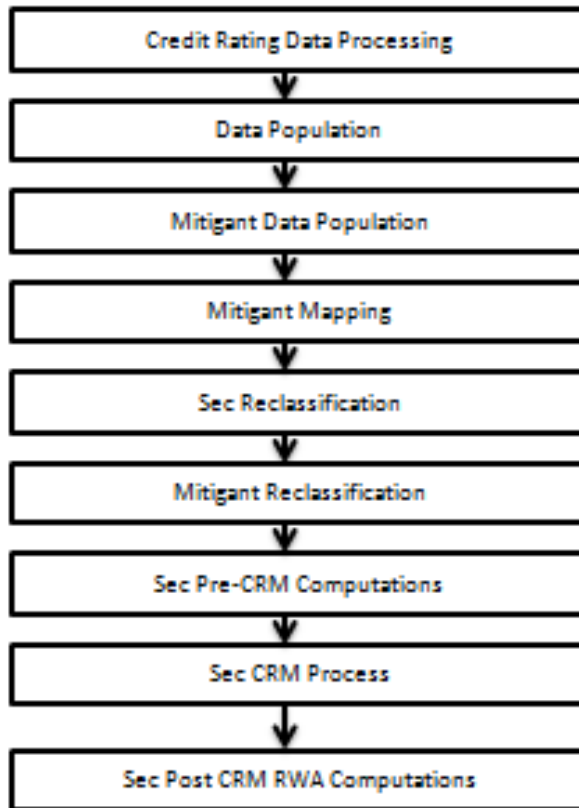 Credit Rating Data Processing
Data Population
Mitigant Data Population
Mitigant Mapping
Sec Reclassification
Mitigant Reclassification
Sec Pre-CRM Computations
Sec CRM Process
Sec Post CRM RWA Computations